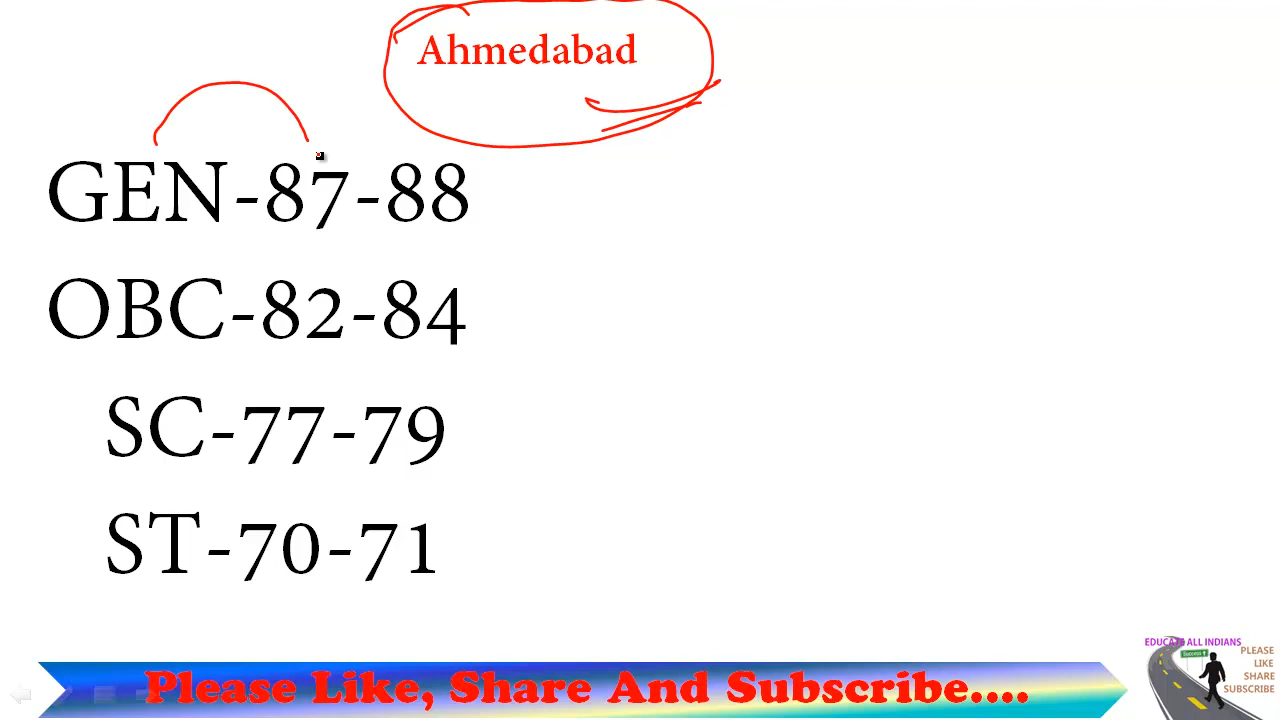 Ahmedabad
GEN-87-88
OBC-82-84
SC-77-79
ST-70-71
Please Like, Share And Subscribe....
EDUCATE ALL INDIANS
Success
PLEASE
LIKE
SHARE
SUBSCRIBE